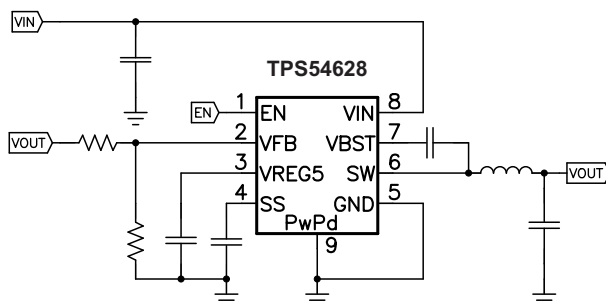 VIN
TPS54628
EN
1
EN
VIN
8
VOUT
2
VFB
VBST
7
3
VREG5
SW
6
VOUT
4
SS
GND
5
PwPd
9